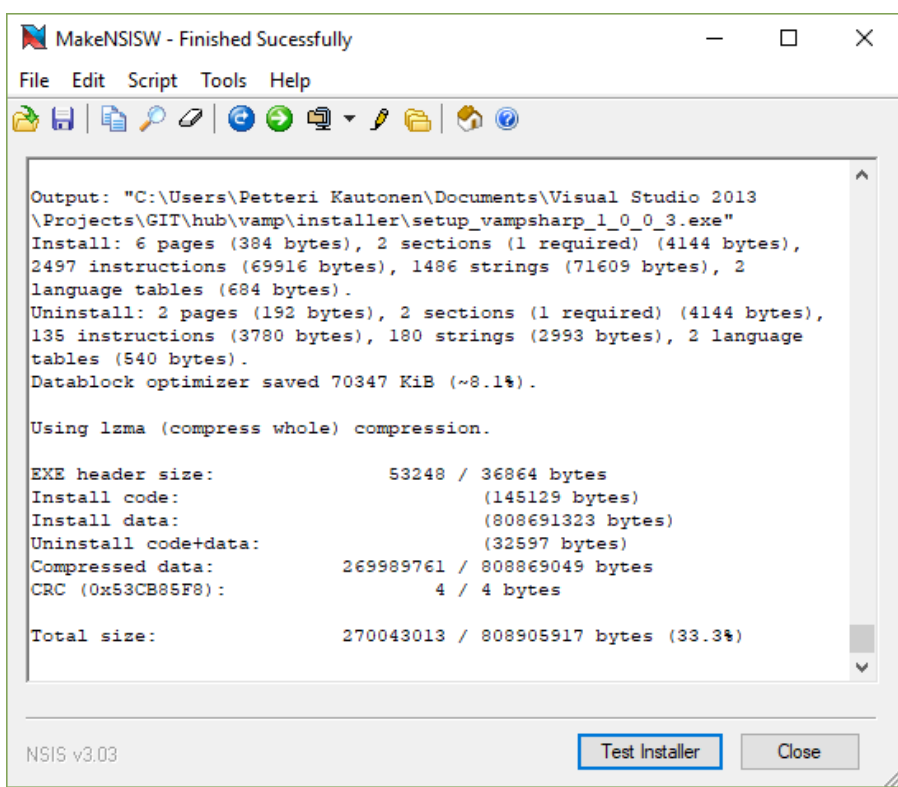 MakeNSISW - Finished Sucessfully
File Edit Script Tools Help
Output: "C:\Users\Petteri Kautonen\Documents\Visual Studio 2013
\Projects\GIT\hub\vamp\installer\setup_vampsharp_1_0_0_3.exe"
Install: 6 pages (384 bytes), 2 sections (1 required) (4144 bytes),
2497 instructions (69916 bytes), 1486 strings (71609 bytes), 2
language tables (684 bytes).
Uninstall: 2 pages (192 bytes), 2 sections (1 required) (4144 bytes),
135 instructions (3780 bytes), 180 strings (2993 bytes), 2 language
tables (540 bytes).
Datablock optimizer saved 70347 KiB (~8.1%).
Using lzma (compress whole) compression.
EXE header size: 53248 / 36864 bytes
Install code: (145129 bytes)
Install data: (808691323 bytes)
Uninstall code+data: (32597 bytes)
Compressed data: 269989761 / 808869049 bytes
CRC (0x53CB85F8): 4 / 4 bytes
Total size: 270043013 / 808905917 bytes (33.3%)
NSIS v3.03
Test Installer
Close